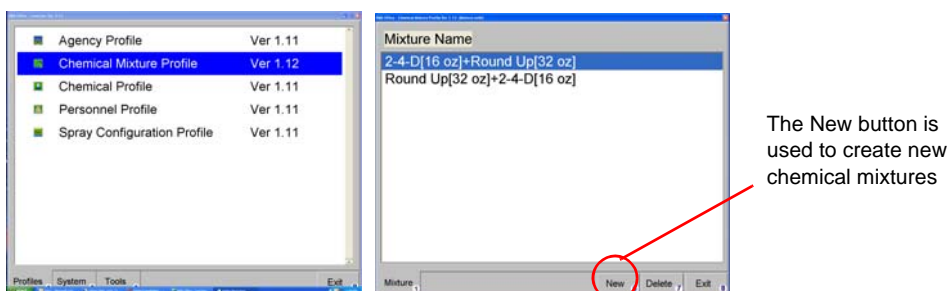 Agency Profile Ver 1.11
Chemical Mixture Profile Ver 1.12
Chemical Profile Ver 1.11
Personnel Profile Ver 1.11
Spray Configuration Profile Ver 1.11
Profiles System Tools Exit
Mixture Name
2-4-D[16 oz]+Round Up[32 oz]
Round Up[32 oz]+2-4-D[16 oz]
Mixture 1 New Delete 7 Exit 8
The New button is
used to create new
chemical mixtures